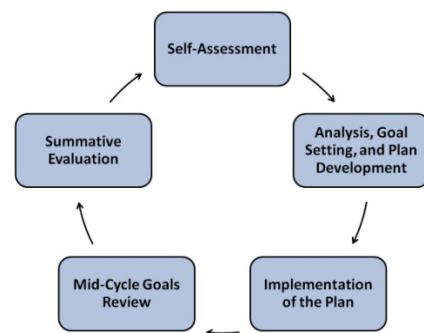 Self-Assessment
Analysis, Goal
Setting, and Plan
Development
Implementation
of the Plan
Mid-Cycle Goals
Review
Summative
Evaluation